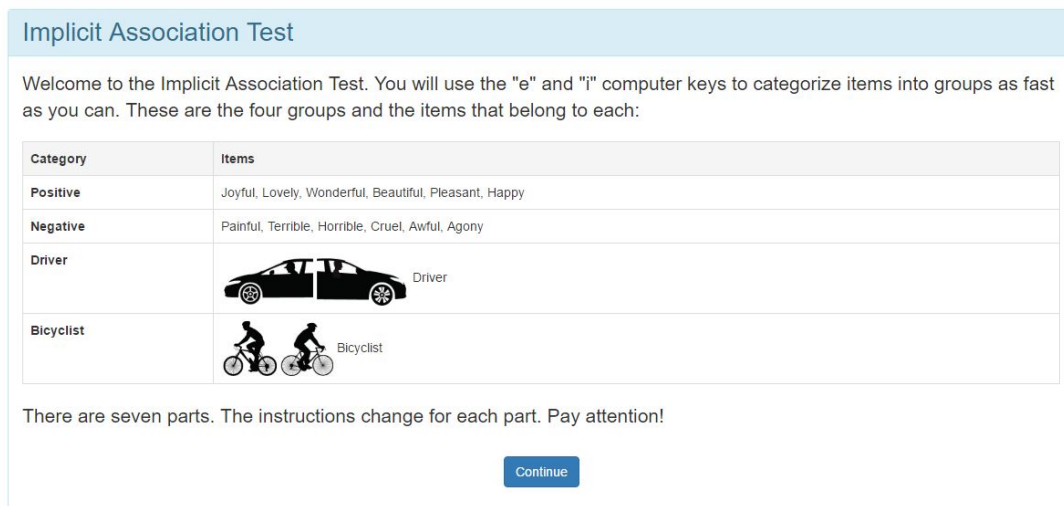 Implicit Association Test
Welcome to the Implicit Association Test. You will use the "e" and "i" computer keys to categorize items into groups as fast
as you can. These are the four groups and the items that belong to each:
Category Items
Positive Joyful, Lovely, Wonderful, Beautiful, Pleasant, Happy
Negative Painful, Terrible, Horrible, Cruel, Awful, Agony
Driver Driver
Bicyclist Bicyclist
There are seven parts. The instructions change for each part. Pay attention!
Continue